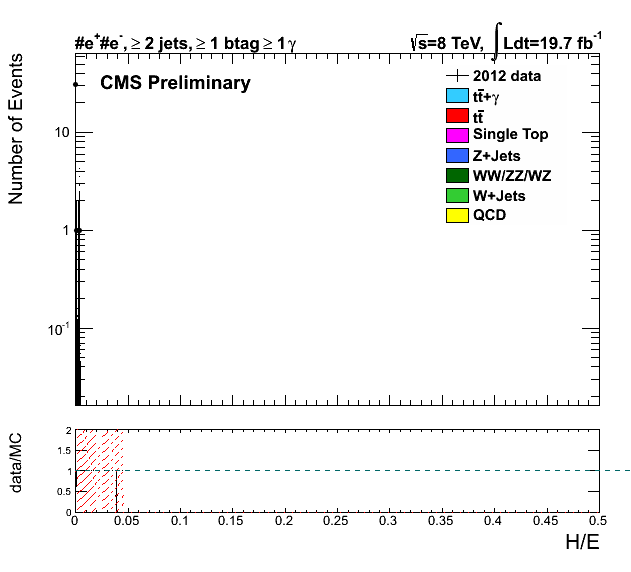 #e⁺#e⁻, ≥ 2 jets, ≥ 1 btag ≥ 1 γ
√s=8 TeV, ∫Ldt=19.7 fb⁻¹
CMS Preliminary
Number of Events
10
1
10⁻¹
2012 data
tt̄+γ
tt̄
Single Top
Z+Jets
WW/ZZ/WZ
W+Jets
QCD
data/MC
2
1.5
1
0.5
0
0 0.05 0.1 0.15 0.2 0.25 0.3 0.35 0.4 0.45 0.5
H/E